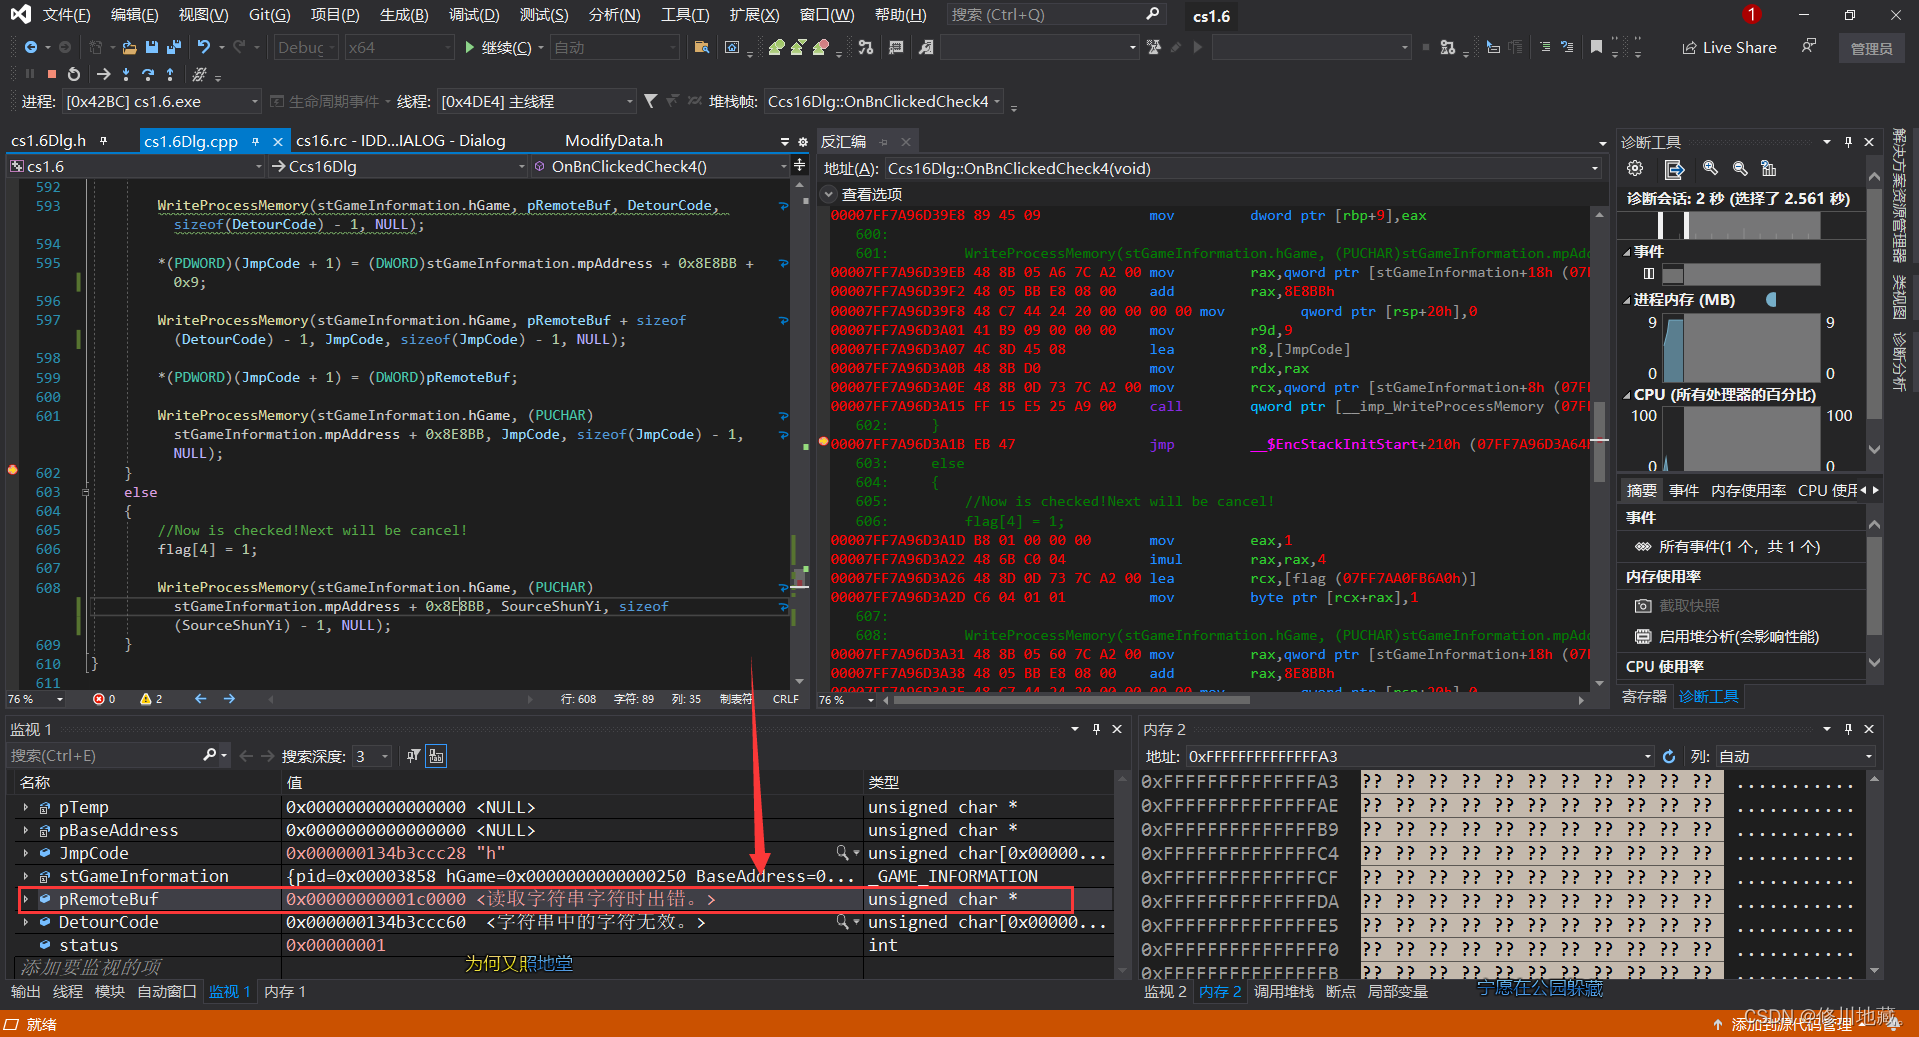 文件(F) 编辑(E) 视图(V) Git(G) 项目(P) 生成(B) 调试(D) 测试(S) 分析(N) 工具(T) 扩展(X) 窗口(W) 帮助(H) 搜索 (Ctrl+Q) cs1.6 1
Debug x64 继续(C) 自动 Live Share 管理员
进程: [0x42BC] cs1.6.exe 生命周期事件 线程: [0x4DE4] 主线程 堆栈帧: Ccs16Dlg::OnBnClickedCheck4
cs1.6Dlg.h cs1.6Dlg.cpp cs16.rc - IDD...IALOG - Dialog ModifyData.h
cs1.6 Ccs16Dlg OnBnClickedCheck4()
592
593 WriteProcessMemory(stGameInformation.hGame, pRemoteBuf, DetourCode,
sizeof(DetourCode) - 1, NULL);
594
595 *(PDWORD)(JmpCode + 1) = (DWORD)stGameInformation.mpAddress + 0x8E8BB +
0x9;
596
597 WriteProcessMemory(stGameInformation.hGame, pRemoteBuf + sizeof
(DetourCode) - 1, JmpCode, sizeof(JmpCode) - 1, NULL);
598
599 *(PDWORD)(JmpCode + 1) = (DWORD)pRemoteBuf;
600
601 WriteProcessMemory(stGameInformation.hGame, (PUCHAR)
stGameInformation.mpAddress + 0x8E8BB, JmpCode, sizeof(JmpCode) - 1,
NULL);
602 }
603 else
604 {
605 //Now is checked!Next will be cancel!
606 flag[4] = 1;
607
608 WriteProcessMemory(stGameInformation.hGame, (PUCHAR)
stGameInformation.mpAddress + 0x8E8BB, SourceShunYi, sizeof
(SourceShunYi) - 1, NULL);
609 }
610 }
611
76 % 0 2 行: 608 字符: 89 列: 35 制表符 CRLF
反汇编
地址(A): Ccs16Dlg::OnBnClickedCheck4(void)
查看选项
00007FF7A96D39E8 89 45 09 mov dword ptr [rbp+9],eax
600:
601: WriteProcessMemory(stGameInformation.hGame, (PUCHAR)stGameInformation.mpAdd
00007FF7A96D39EB 48 8B 05 A6 7C A2 00 mov rax,qword ptr [stGameInformation+18h (07F
00007FF7A96D39F2 48 05 BB E8 08 00 add rax,8E8BBh
00007FF7A96D39F8 48 C7 44 24 20 00 00 00 00 mov qword ptr [rsp+20h],0
00007FF7A96D3A01 41 B9 09 00 00 00 mov r9d,9
00007FF7A96D3A07 4C 8D 45 08 lea r8,[JmpCode]
00007FF7A96D3A0B 48 8B D0 mov rdx,rax
00007FF7A96D3A0E 48 8B 0D 73 7C A2 00 mov rcx,qword ptr [stGameInformation+8h (07FF
00007FF7A96D3A15 FF 15 E5 25 A9 00 call qword ptr [__imp_WriteProcessMemory (07FF
602: }
00007FF7A96D3A1B EB 47 jmp __$EncStackInitStart+210h (07FF7A96D3A64h
603: else
604: {
605: //Now is checked!Next will be cancel!
606: flag[4] = 1;
00007FF7A96D3A1D B8 01 00 00 00 mov eax,1
00007FF7A96D3A22 48 6B C0 04 imul rax,rax,4
00007FF7A96D3A26 48 8D 0D 73 7C A2 00 lea rcx,[flag (07FF7AA0FB6A0h)]
00007FF7A96D3A2D C6 04 01 01 mov byte ptr [rcx+rax],1
607:
608: WriteProcessMemory(stGameInformation.hGame, (PUCHAR)stGameInformation.mpAdd
00007FF7A96D3A31 48 8B 05 60 7C A2 00 mov rax,qword ptr [stGameInformation+18h (07F
00007FF7A96D3A38 48 05 BB E8 08 00 add rax,8E8BBh
00007FF7A96D3A3E 48 C7 44 24 20 00 00 00 00 mov qword ptr [rsp+20h],0
76 %
诊断工具
诊断会话: 2 秒 (选择了 2.561 秒)
事件
进程内存 (MB)
9 9
0 0
CPU (所有处理器的百分比)
100 100
0 0
摘要 事件 内存使用率 CPU 使用
事件
所有事件(1 个，共 1 个)
内存使用率
截取快照
启用堆分析(会影响性能)
CPU 使用率
寄存器 诊断工具
解决方案资源管理器
类视图
诊断分析
监视 1
搜索(Ctrl+E) 搜索深度: 3
名称 值 类型
pTemp 0x0000000000000000 <NULL> unsigned char *
pBaseAddress 0x0000000000000000 <NULL> unsigned char *
JmpCode 0x000000134b3ccc28 "h" unsigned char[0x00000...
stGameInformation {pid=0x00003858 hGame=0x0000000000000250 BaseAddress=0... _GAME_INFORMATION
pRemoteBuf 0x00000000001c0000 <读取字符串字符时出错。> unsigned char *
DetourCode 0x000000134b3ccc60 <字符串中的字符无效。> unsigned char[0x00000...
status 0x00000001 int
添加要监视的项
为何又照地堂
输出 线程 模块 自动窗口 监视 1 内存 1
内存 2
地址: 0xFFFFFFFFFFFFFFA3 列: 自动
0xFFFFFFFFFFFFFFA3 ?? ?? ?? ?? ?? ?? ?? ?? ?? ?? ?? ...........
0xFFFFFFFFFFFFFFAE ?? ?? ?? ?? ?? ?? ?? ?? ?? ?? ?? ...........
0xFFFFFFFFFFFFFFB9 ?? ?? ?? ?? ?? ?? ?? ?? ?? ?? ?? ...........
0xFFFFFFFFFFFFFFC4 ?? ?? ?? ?? ?? ?? ?? ?? ?? ?? ?? ...........
0xFFFFFFFFFFFFFFCF ?? ?? ?? ?? ?? ?? ?? ?? ?? ?? ?? ...........
0xFFFFFFFFFFFFFFDA ?? ?? ?? ?? ?? ?? ?? ?? ?? ?? ?? ...........
0xFFFFFFFFFFFFFFE5 ?? ?? ?? ?? ?? ?? ?? ?? ?? ?? ?? ...........
0xFFFFFFFFFFFFFFF0 ?? ?? ?? ?? ?? ?? ?? ?? ?? ?? ?? ...........
0xFFFFFFFFFFFFFFFB ?? ?? ?? ?? ?? ?? ?? ?? ?? ?? ?? ...........
监视 2 内存 2 调用堆栈 断点 局部变量
宁愿在公园躲藏
就绪 添加到源代码管理
CSDN @修川地藏